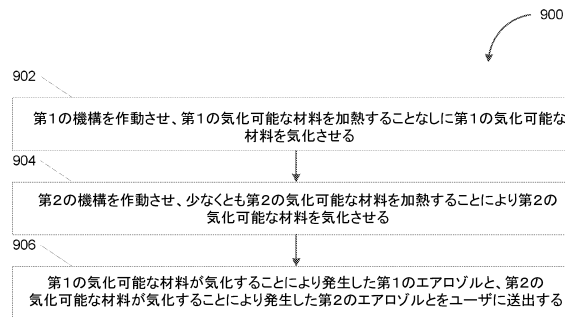 900
902
第1の機構を作動させ、第1の気化可能な材料を加熱することなしに第1の気化可能な
材料を気化させる
904
第2の機構を作動させ、少なくとも第2の気化可能な材料を加熱することにより第2の
気化可能な材料を気化させる
906
第1の気化可能な材料が気化することにより発生した第1のエアロゾルと、第2の
気化可能な材料が気化することにより発生した第2のエアロゾルとをユーザに送出する